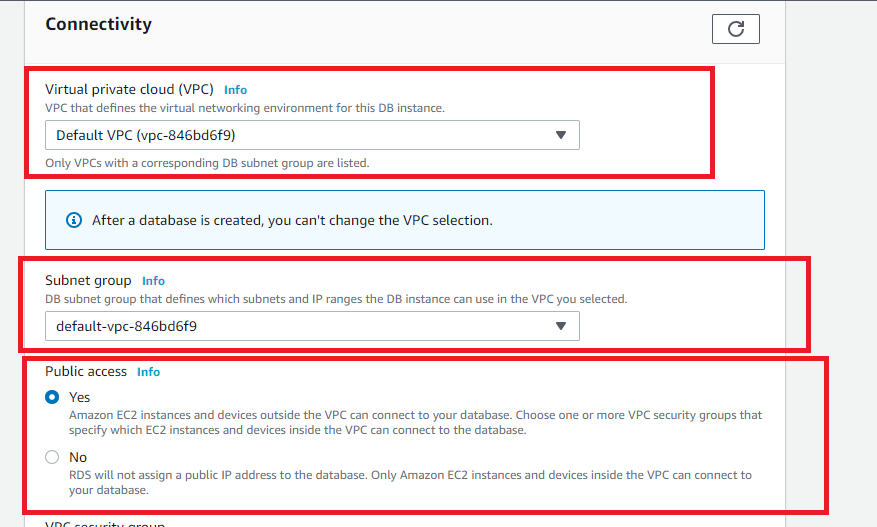 Connectivity
Virtual private cloud (VPC) Info
VPC that defines the virtual networking environment for this DB instance.
Default VPC (vpc-846bd6f9)
Only VPCs with a corresponding DB subnet group are listed.
After a database is created, you can't change the VPC selection.
Subnet group Info
DB subnet group that defines which subnets and IP ranges the DB instance can use in the VPC you selected.
default-vpc-846bd6f9
Public access Info
Yes
Amazon EC2 instances and devices outside the VPC can connect to your database. Choose one or more VPC security groups that
specify which EC2 instances and devices inside the VPC can connect to the database.
No
RDS will not assign a public IP address to the database. Only Amazon EC2 instances and devices inside the VPC can connect to
your database.
VPC security group